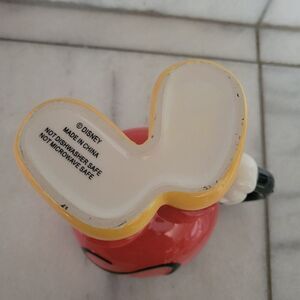 © DISNEY
MADE IN CHINA
NOT DISHWASHER SAFE
NOT MICROWAVE SAFE